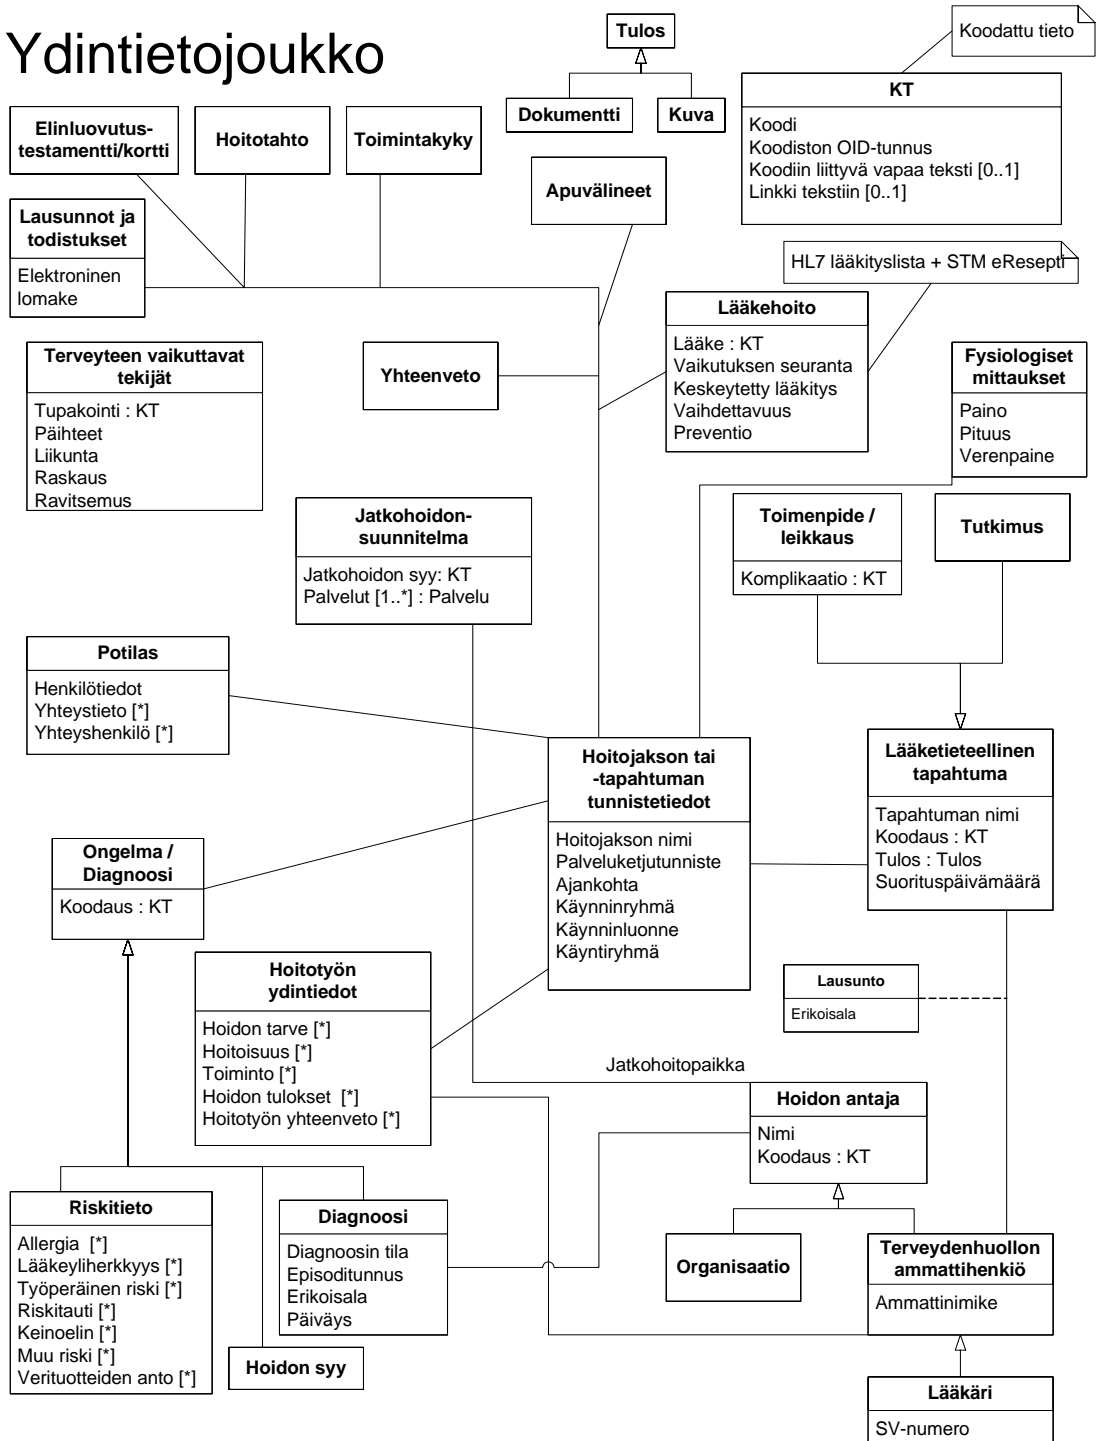 Ydintietojoukko
Tulos
Dokumentti
Kuva
Koodattu tieto
KT
Koodi
Koodiston OID-tunnus
Koodiin liittyvä vapaa teksti [0..1]
Linkki tekstiin [0..1]
Elinluovutus-
testamentti/kortti
Hoitotahto
Toimintakyky
Apuvälineet
Lausunnot ja
todistukset
Elektroninen
lomake
HL7 lääkityslista + STM eResepti
Lääkehoito
Lääke : KT
Vaikutuksen seuranta
Keskeytetty lääkitys
Vaihdettavuus
Preventio
Terveyteen vaikuttavat
tekijät
Tupakointi : KT
Päihteet
Liikunta
Raskaus
Ravitsemus
Yhteenveto
Fysiologiset
mittaukset
Paino
Pituus
Verenpaine
Jatkohoidon-
suunnitelma
Jatkohoidon syy: KT
Palvelut [1..*] : Palvelu
Toimenpide /
leikkaus
Komplikaatio : KT
Tutkimus
Potilas
Henkilötiedot
Yhteystieto [*]
Yhteyshenkilö [*]
Hoitojakson tai
-tapahtuman
tunnistetiedot
Hoitojakson nimi
Palveluketjutunniste
Ajankohta
Käynninryhmä
Käynninluonne
Käyntiryhmä
Lääketieteellinen
tapahtuma
Tapahtuman nimi
Koodaus : KT
Tulos : Tulos
Suorituspäivämäärä
Ongelma /
Diagnoosi
Koodaus : KT
Hoitotyön
ydintiedot
Hoidon tarve [*]
Hoitoisuus [*]
Toiminto [*]
Hoidon tulokset  [*]
Hoitotyön yhteenveto [*]
Lausunto
Erikoisala
Jatkohoitopaikka
Hoidon antaja
Nimi
Koodaus : KT
Riskitieto
Allergia  [*]
Lääkeyliherkkyys [*]
Työperäinen riski [*]
Riskitauti [*]
Keinoelin [*]
Muu riski [*]
Verituotteiden anto [*]
Diagnoosi
Diagnoosin tila
Episoditunnus
Erikoisala
Päiväys
Hoidon syy
Organisaatio
Terveydenhuollon
ammattihenkiö
Ammattinimike
Lääkäri
SV-numero